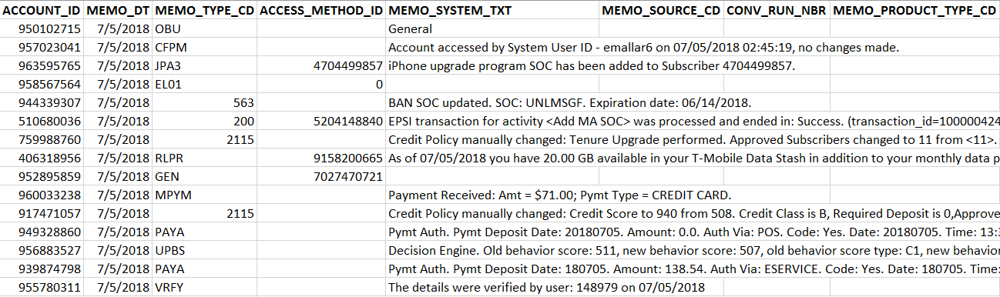 ACCOUNT_ID MEMO_DT MEMO_TYPE_CD ACCESS_METHOD_ID MEMO_SYSTEM_TXT MEMO_SOURCE_CD CONV_RUN_NBR MEMO_PRODUCT_TYPE_CD
950102715 7/5/2018 OBU General
957023041 7/5/2018 CFPM Account accessed by System User ID - emallar6 on 07/05/2018 02:45:19, no changes made.
963595765 7/5/2018 JPA3 4704499857 iPhone upgrade program SOC has been added to Subscriber 4704499857.
958567564 7/5/2018 EL01 0
944339307 7/5/2018 563 BAN SOC updated. SOC: UNLMSGF. Expiration date: 06/14/2018.
510680036 7/5/2018 200 5204148840 EPSI transaction for activity <Add MA SOC> was processed and ended in: Success. (transaction_id=100000424
759988760 7/5/2018 2115 Credit Policy manually changed: Tenure Upgrade performed. Approved Subscribers changed to 11 from <11>.
406318956 7/5/2018 RLPR 9158200665 As of 07/05/2018 you have 20.00 GB available in your T-Mobile Data Stash in addition to your monthly data p
952895859 7/5/2018 GEN 7027470721
960033238 7/5/2018 MPYM Payment Received: Amt = $71.00; Pymt Type = CREDIT CARD.
917471057 7/5/2018 2115 Credit Policy manually changed: Credit Score to 940 from 508. Credit Class is B, Required Deposit is 0,Approve
949328860 7/5/2018 PAYA Pymt Auth. Pymt Deposit Date: 20180705. Amount: 0.0. Auth Via: POS. Code: Yes. Date: 20180705. Time: 13:3
956883527 7/5/2018 UPBS Decision Engine. Old behavior score: 511, new behavior score: 507, old behavior score type: C1, new behavior
939874798 7/5/2018 PAYA Pymt Auth. Pymt Deposit Date: 180705. Amount: 138.54. Auth Via: ESERVICE. Code: Yes. Date: 180705. Time:
955780311 7/5/2018 VRFY The details were verified by user: 148979 on 07/05/2018